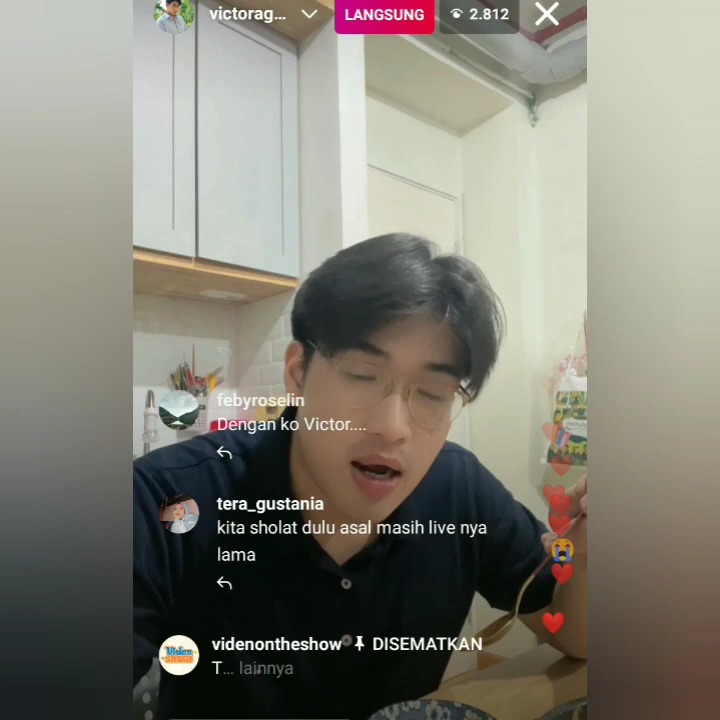 victorag...
LANGSUNG
2.812
febyroselin
Dengan ko Victor....
tera_gustania
kita sholat dulu asal masih live nya
lama
videnontheshow DISEMATKAN
T... lainnya